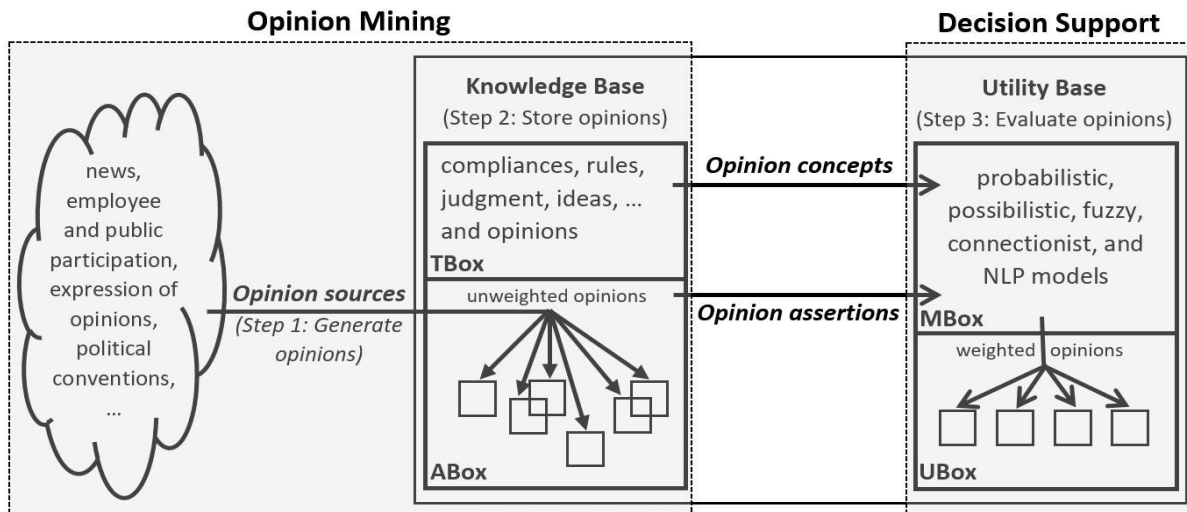 Opinion Mining
Decision Support
news,
employee
and public
participation,
expression of
opinions,
political
conventions,
...
Opinion sources
(Step 1: Generate
opinions)
Knowledge Base
(Step 2: Store opinions)
compliances, rules,
judgment, ideas, ...
and opinions
TBox
unweighted opinions
ABox
Opinion concepts
Opinion assertions
Utility Base
(Step 3: Evaluate opinions)
probabilistic,
possibilistic, fuzzy,
connectionist, and
NLP models
MBox
weighted opinions
UBox